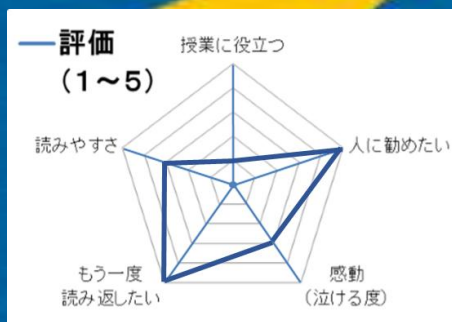 評価
(1～5)
授業に役立つ
人に勧めたい
感動
(泣ける度)
もう一度
読み返したい
読みやすさ